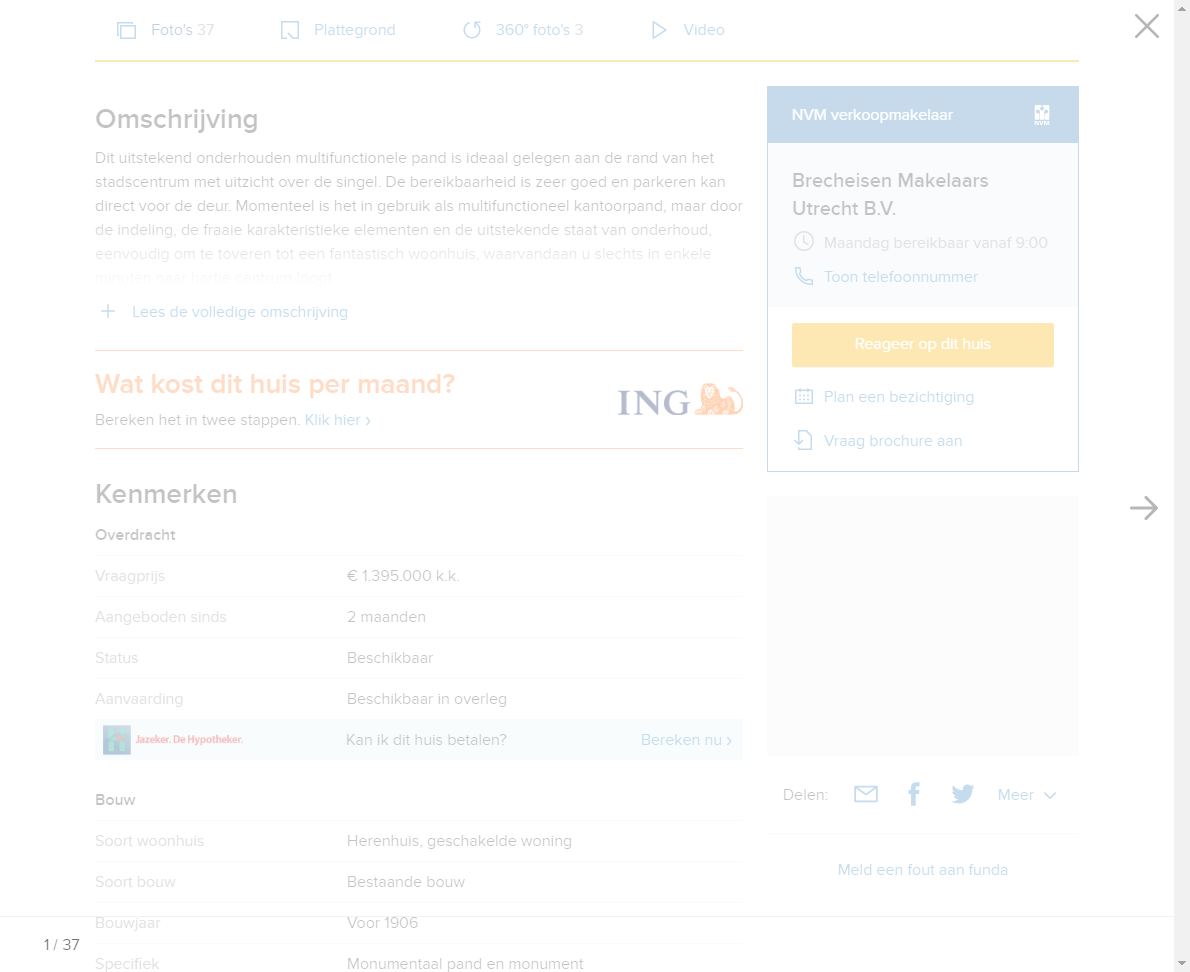 Foto's 37
Plattegrond
360° foto's 3
Video
Omschrijving
Dit uitstekend onderhouden multifunctionele pand is ideaal gelegen aan de rand van het
stadscentrum met uitzicht over de singel. De bereikbaarheid is zeer goed en parkeren kan
direct voor de deur. Momenteel is het in gebruik als multifunctioneel kantoorpand, maar door
de indeling, de fraaie karakteristieke elementen en de uitstekende staat van onderhoud,
eenvoudig om te toveren tot een fantastisch woonhuis, waarvandaan u slechts in enkele
minuten naar hartje centrum loopt.
Lees de volledige omschrijving
Wat kost dit huis per maand?
Bereken het in twee stappen. Klik hier ›
ING
Kenmerken
Overdracht
Vraagprijs € 1.395.000 k.k.
Aangeboden sinds 2 maanden
Status Beschikbaar
Aanvaarding Beschikbaar in overleg
Jazeker. De Hypotheker. Kan ik dit huis betalen? Bereken nu ›
Bouw
Soort woonhuis Herenhuis, geschakelde woning
Soort bouw Bestaande bouw
Bouwjaar Voor 1906
Specifiek Monumentaal pand en monument
NVM verkoopmakelaar
NVM
Brecheisen Makelaars
Utrecht B.V.
Maandag bereikbaar vanaf 9:00
Toon telefoonnummer
Reageer op dit huis
Plan een bezichtiging
Vraag brochure aan
Delen:
Meer
Meld een fout aan funda
1 / 37